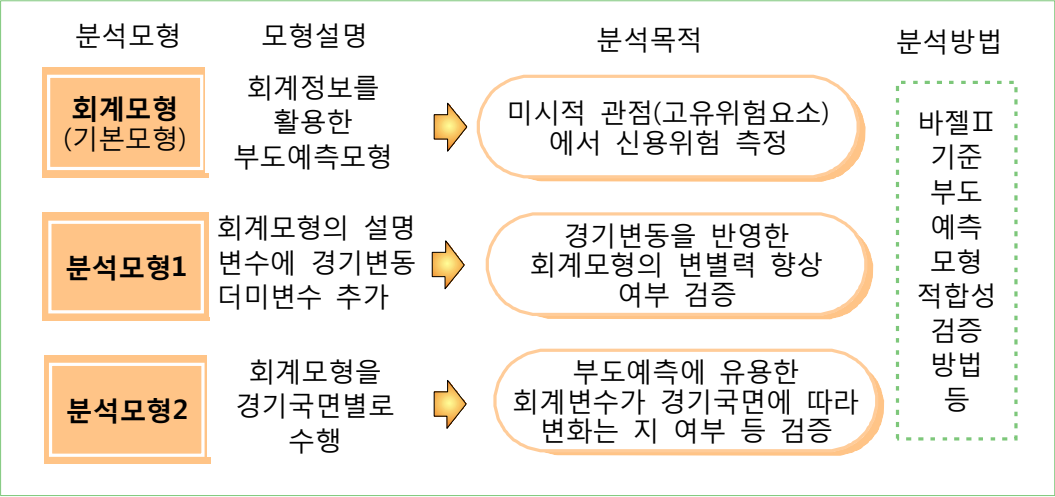 분석모형 모형설명 분석목적 분석방법
회계모형
(기본모형)
회계정보를
활용한
부도예측모형
미시적 관점(고유위험요소)
에서 신용위험 측정
분석모형1
회계모형의 설명
변수에 경기변동
더미변수 추가
경기변동을 반영한
회계모형의 변별력 향상
여부 검증
분석모형2
회계모형을
경기국면별로
수행
부도예측에 유용한
회계변수가 경기국면에 따라
변화는 지 여부 등 검증
바젤Ⅱ
기준
부도
예측
모형
적합성
검증
방법
등